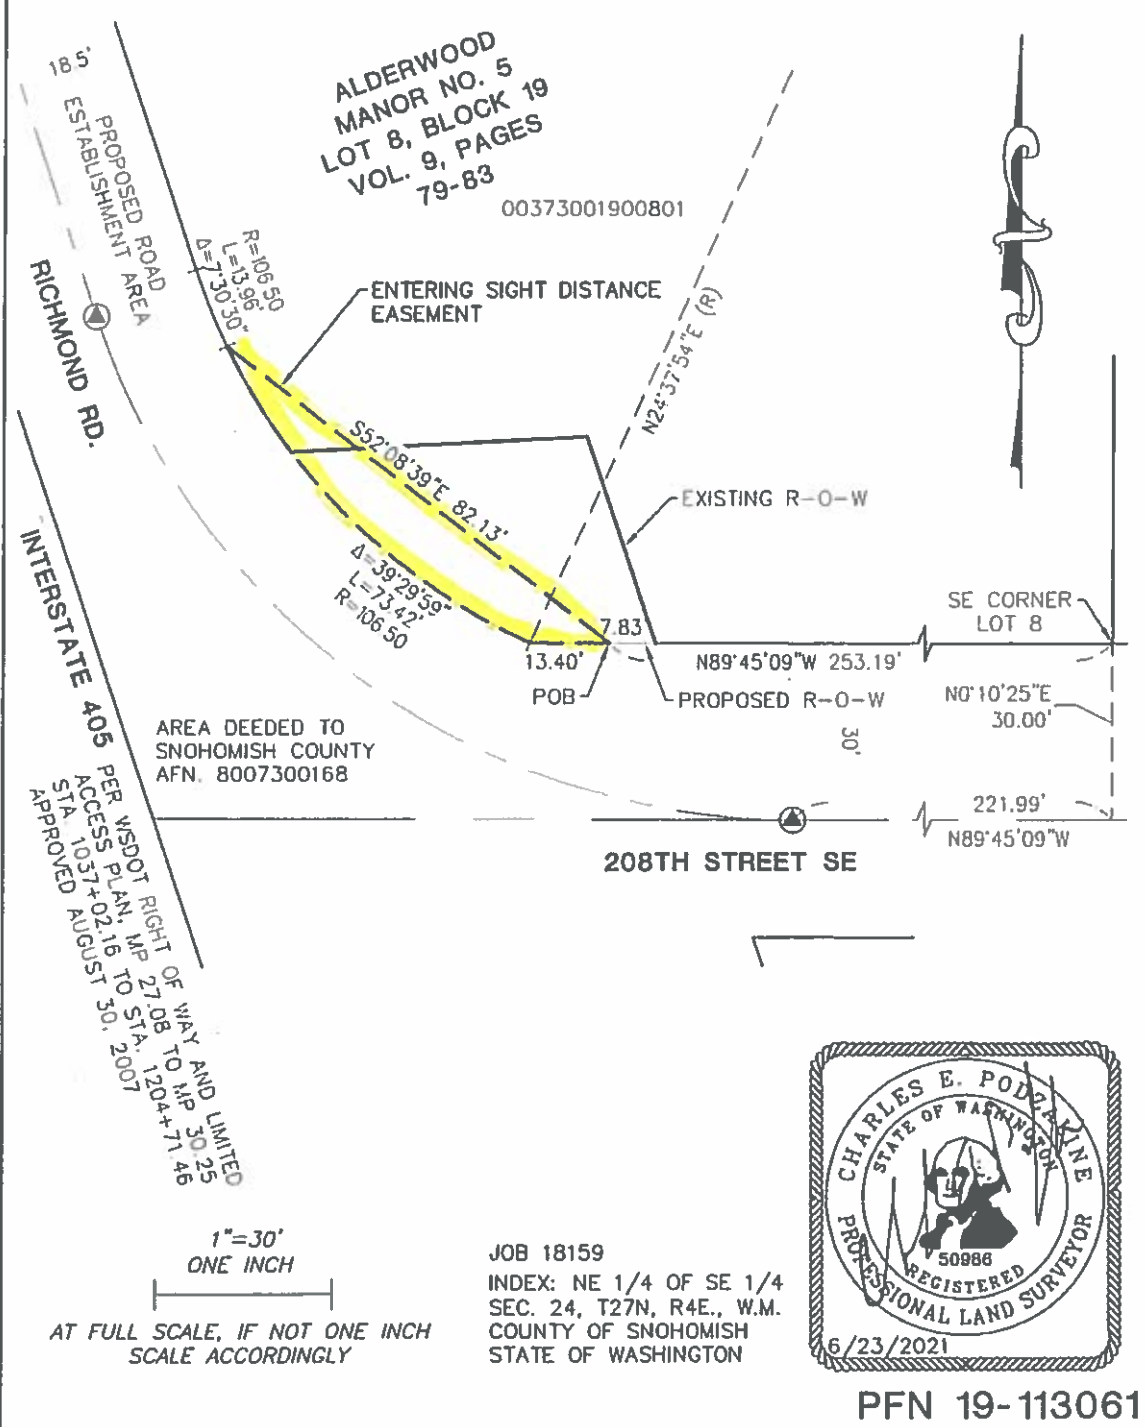 18.5'
PROPOSED ROAD
ESTABLISHMENT AREA
ALDERWOOD
MANOR NO. 5
LOT 8, BLOCK 19
VOL. 9, PAGES
79-83
00373001900801
R=106.50
L=13.96'
Δ=7°30'30"
RICHMOND RD.
ENTERING SIGHT DISTANCE
EASEMENT
N24°37'54"E (R)
S52°08'39"E 82.13'
EXISTING R-O-W
Δ=39°29'59"
L=73.42'
R=106.50
SE CORNER
LOT 8
7.83
13.40'
N89°45'09"W 253.19'
POB
PROPOSED R-O-W
N0°10'25"E
30.00'
30'
INTERSTATE 405 PER WSDOT RIGHT OF WAY AND LIMITED
ACCESS PLAN, MP 27.08 TO MP 30.25
STA. 1037+02.16 TO STA. 1204+71.46
APPROVED AUGUST 30, 2007
AREA DEEDED TO
SNOHOMISH COUNTY
AFN. 8007300168
221.99'
N89°45'09"W
208TH STREET SE
1"=30'
ONE INCH
AT FULL SCALE, IF NOT ONE INCH
SCALE ACCORDINGLY
JOB 18159
INDEX: NE 1/4 OF SE 1/4
SEC. 24, T27N, R4E., W.M.
COUNTY OF SNOHOMISH
STATE OF WASHINGTON
CHARLES E. PODZALINE
STATE OF WASHINGTON
50986
REGISTERED
PROFESSIONAL LAND SURVEYOR
6/23/2021
PFN 19-113061